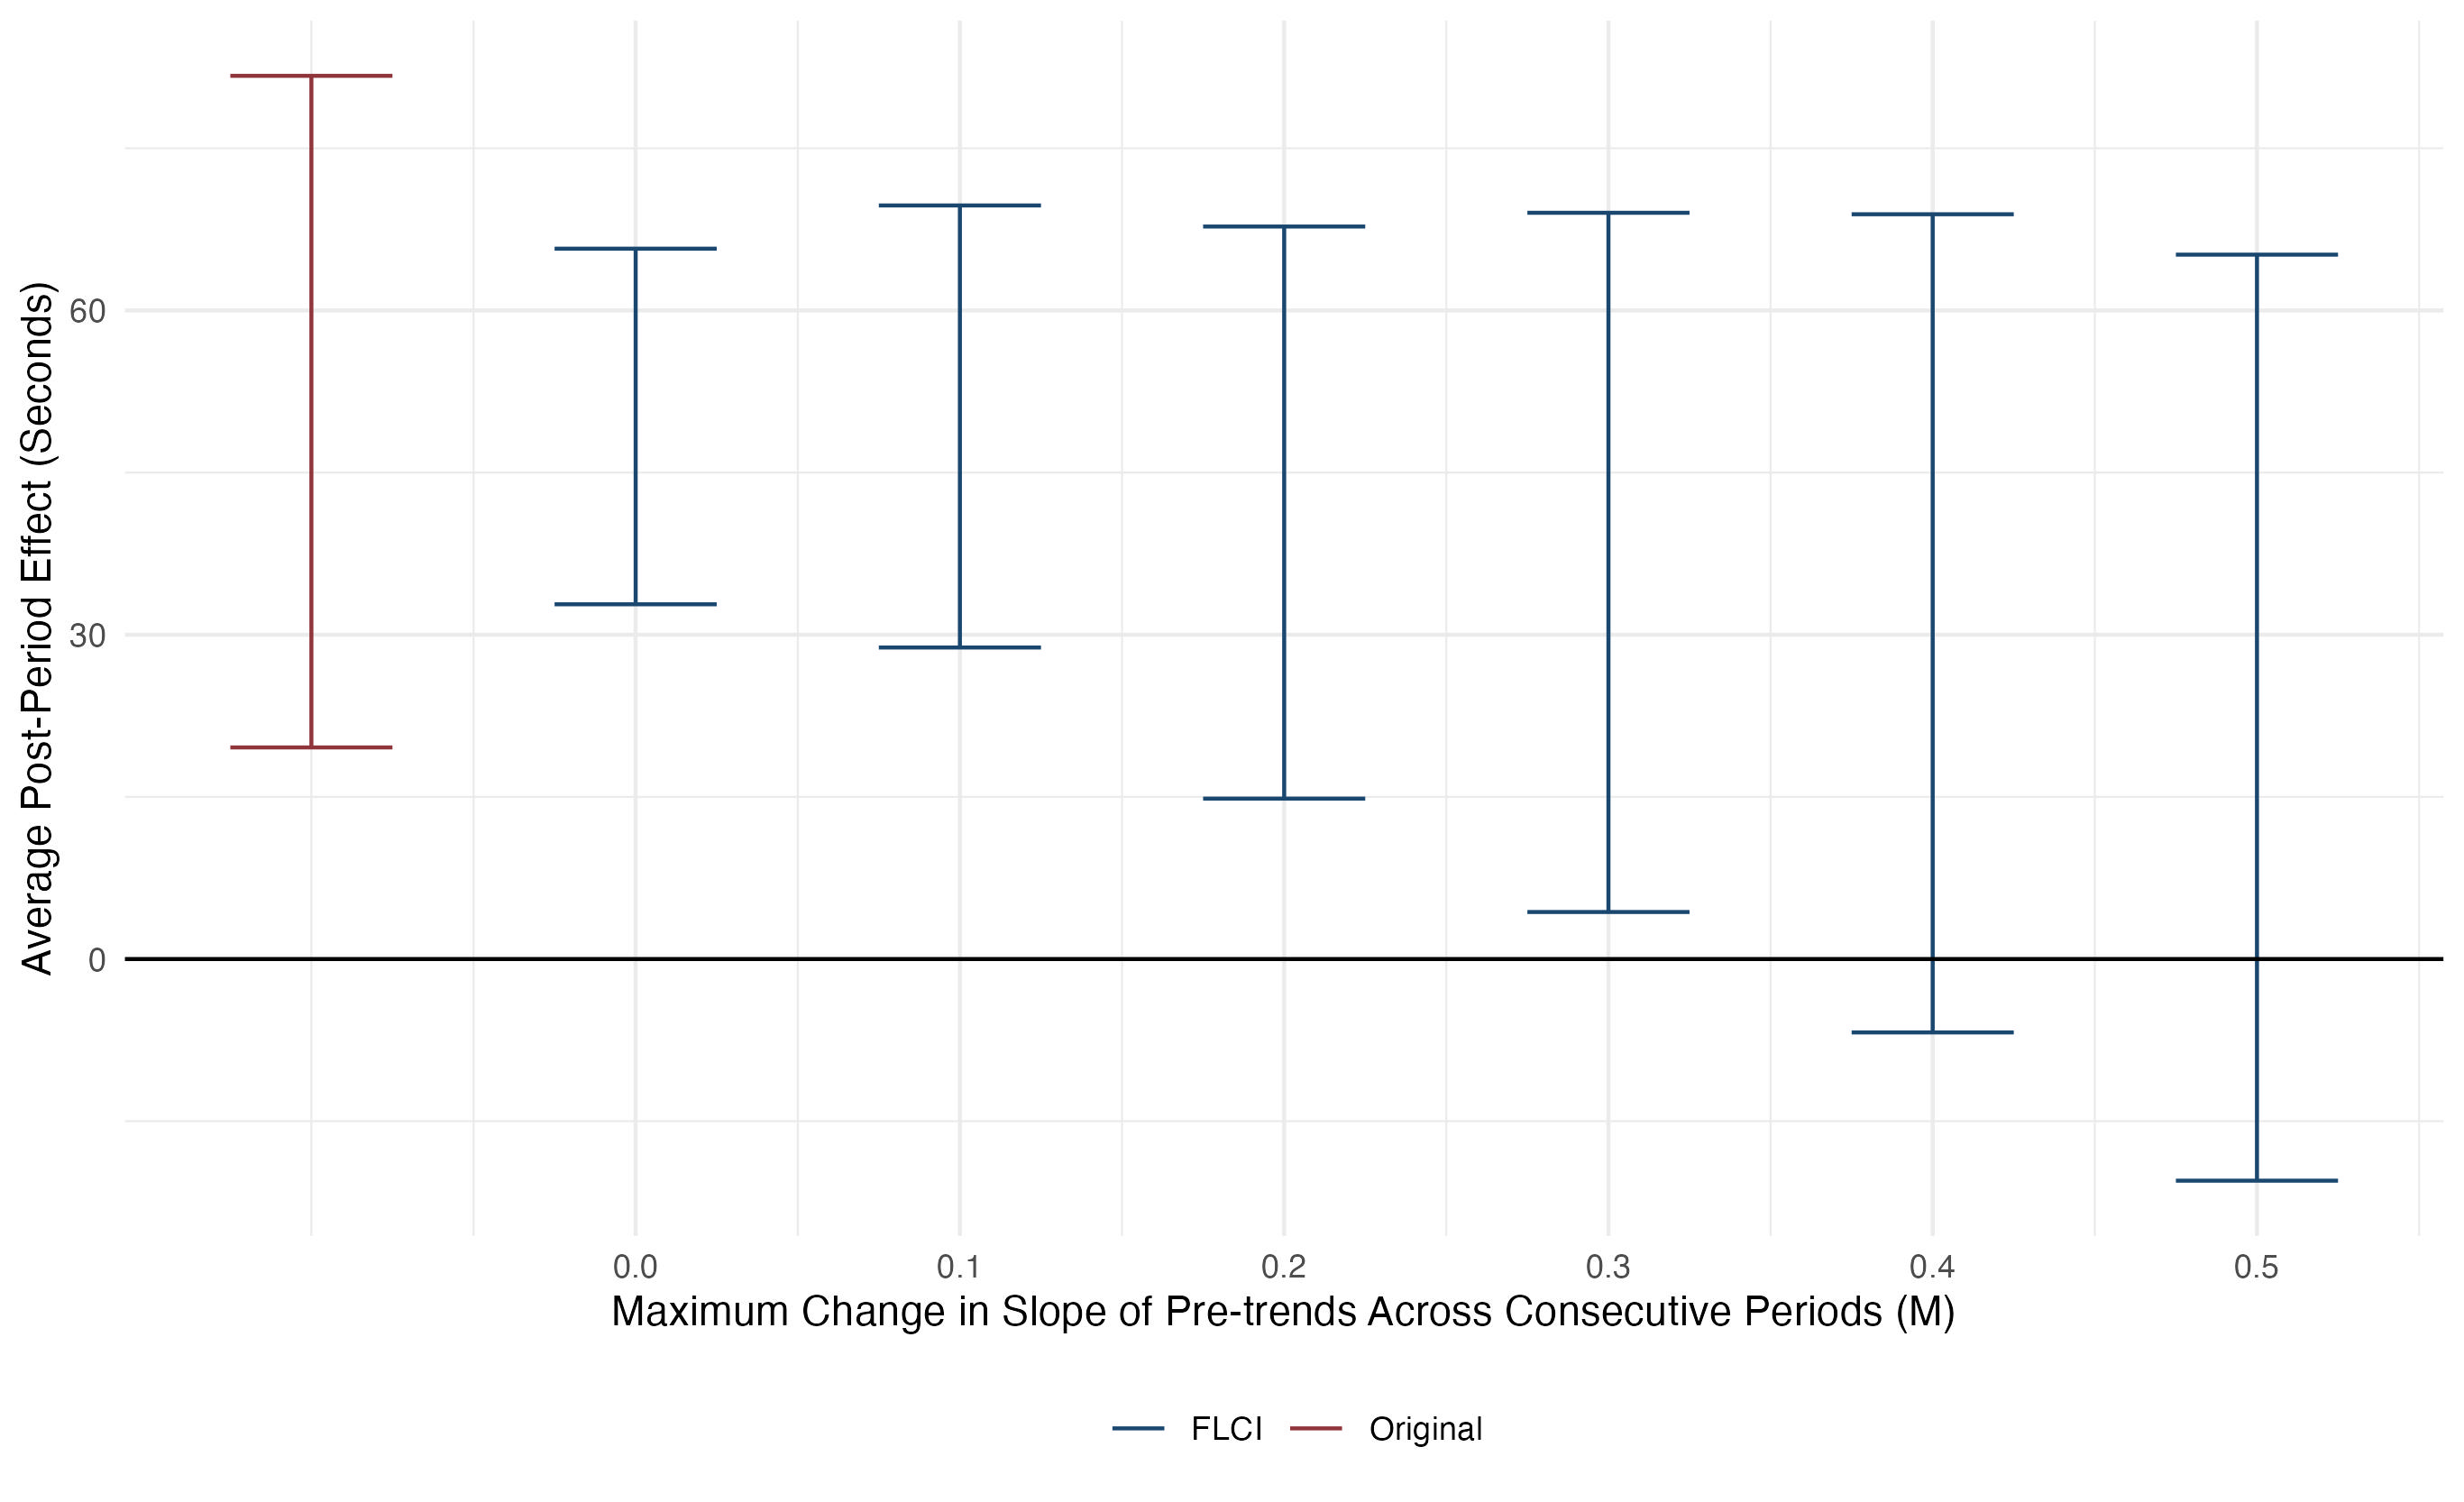 Average Post-Period Effect (Seconds)
60
30
0
0.0 0.1 0.2 0.3 0.4 0.5
Maximum Change in Slope of Pre-trends Across Consecutive Periods (M)
FLCI Original